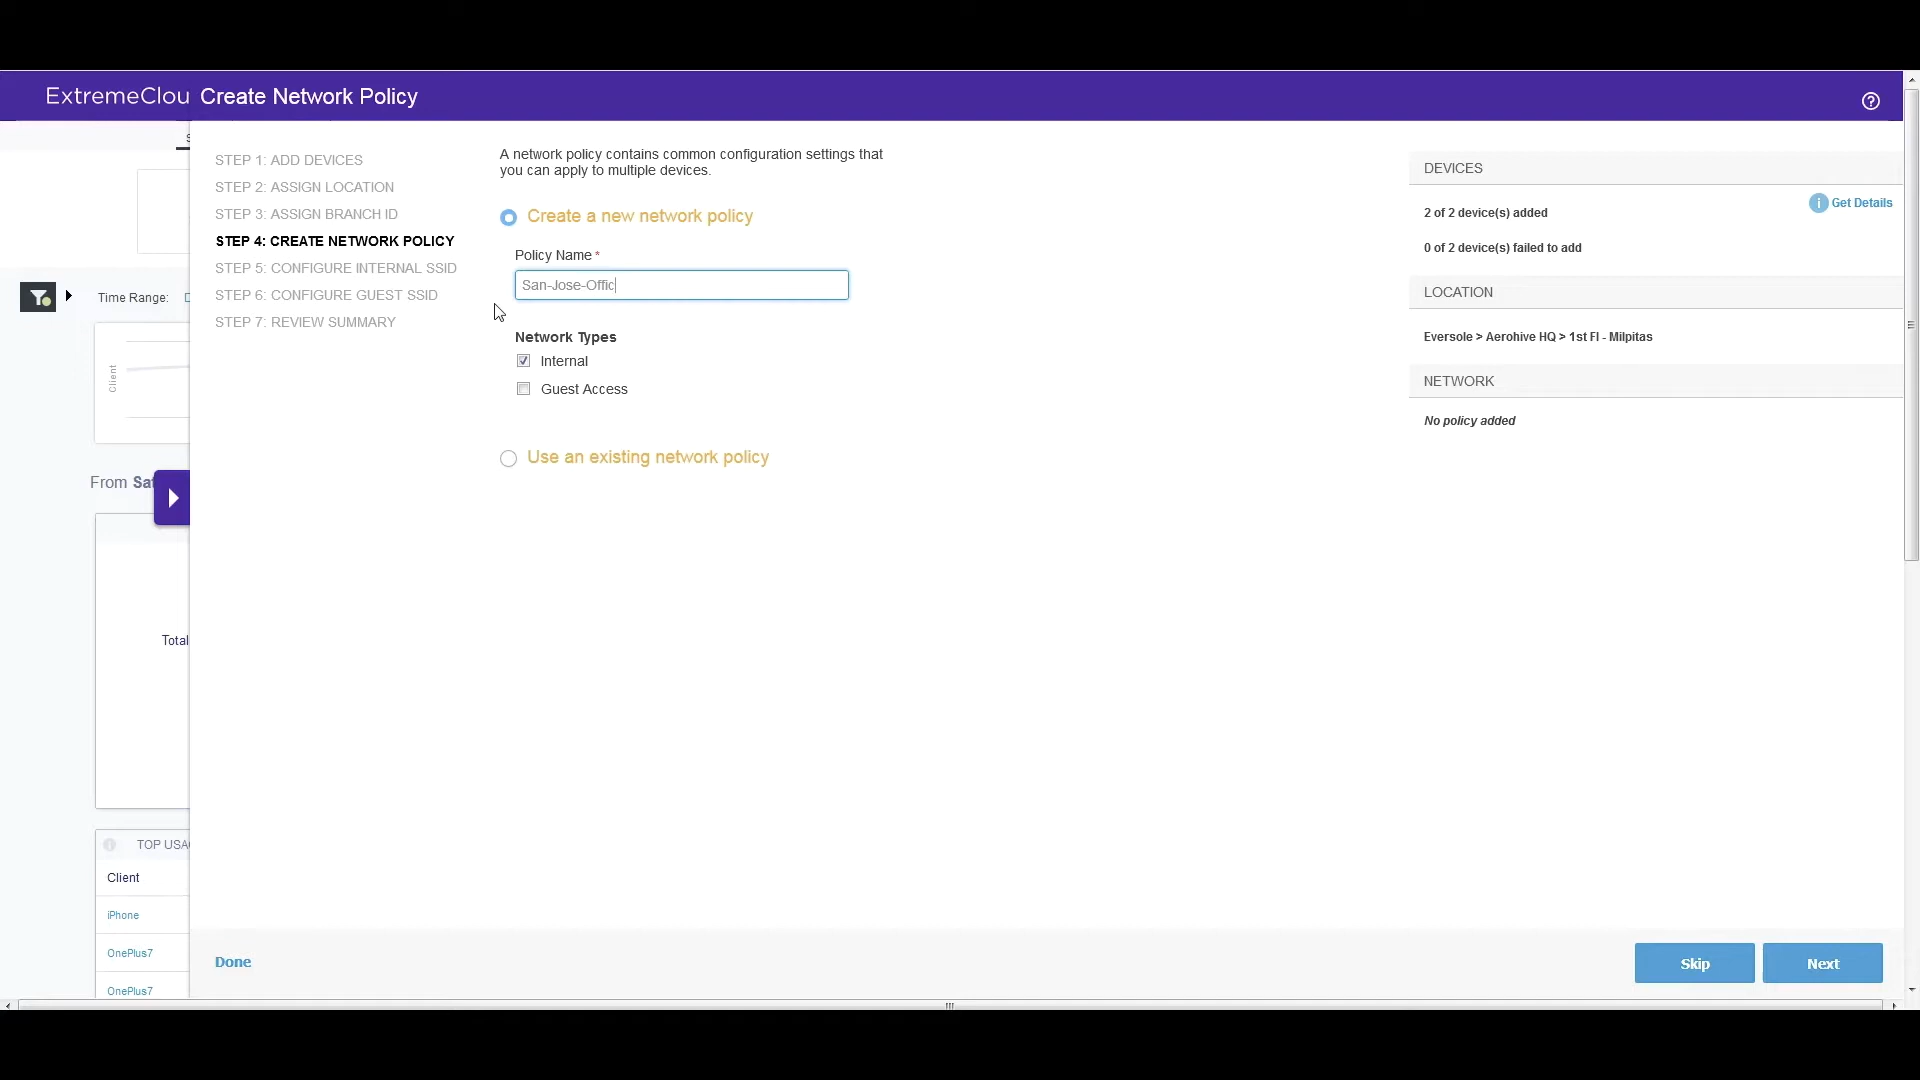 ExtremeClou
Create Network Policy
STEP 1: ADD DEVICES
STEP 2: ASSIGN LOCATION
STEP 3: ASSIGN BRANCH ID
STEP 4: CREATE NETWORK POLICY
STEP 5: CONFIGURE INTERNAL SSID
STEP 6: CONFIGURE GUEST SSID
STEP 7: REVIEW SUMMARY
A network policy contains common configuration settings that
you can apply to multiple devices.
Create a new network policy
Policy Name *
San-Jose-Offic
Network Types
Internal
Guest Access
Use an existing network policy
DEVICES
Get Details
2 of 2 device(s) added
0 of 2 device(s) failed to add
LOCATION
Eversole > Aerohive HQ > 1st Fl - Milpitas
NETWORK
No policy added
Time Range:
Client
From Sat
Total
TOP USA
Client
iPhone
OnePlus7
OnePlus7
Done
Skip
Next